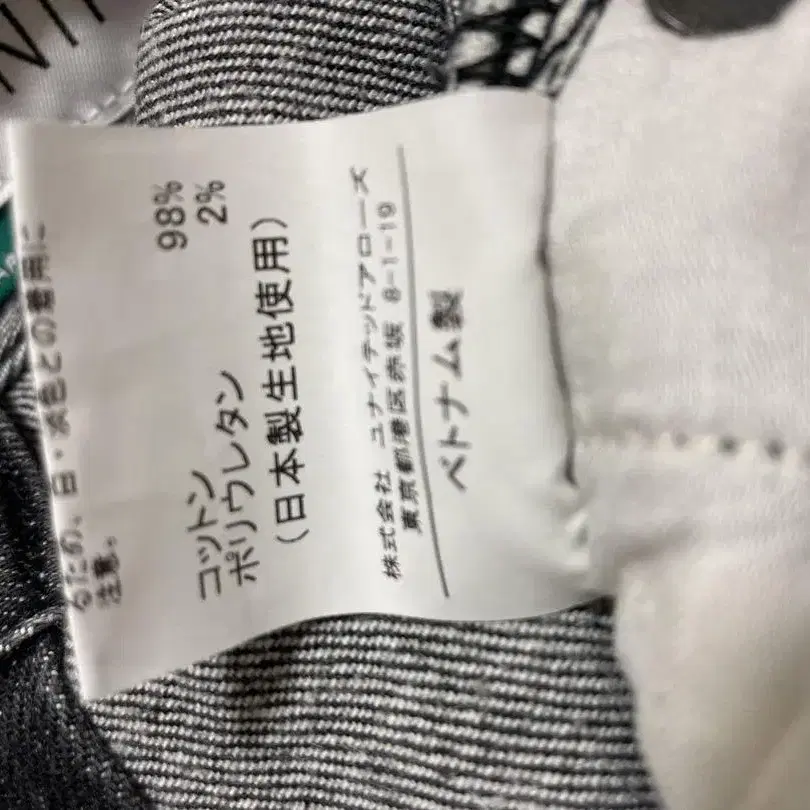 るため、白・淡色との着用に
注意。
コットン 98%
ポリウレタン 2%
(日本製生地使用)
株式会社 ユナイテッドアローズ
東京都港区赤坂 8-1-19
ベトナム製